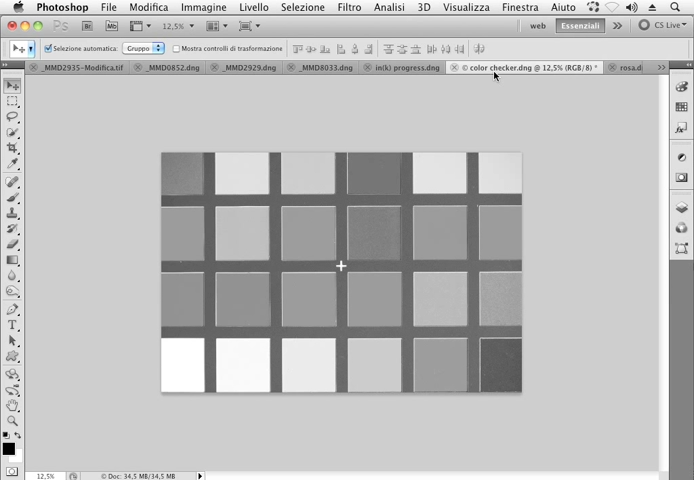 Photoshop File Modifica Immagine Livello Selezione Filtro Analisi 3D Visualizza Finestra Aiuto
Ps Mb 12,5% web Essenziali CS Live
Selezione automatica: Gruppo Mostra controlli di trasformazione
_MMD2935-Modifica.tif _MMD0852.dng _MMD2929.dng _MMD8033.dng in(k) progress.dng © color checker.dng @ 12,5% (RGB/8) * rosa.d
12,5% © Doc: 34,5 MB/34,5 MB